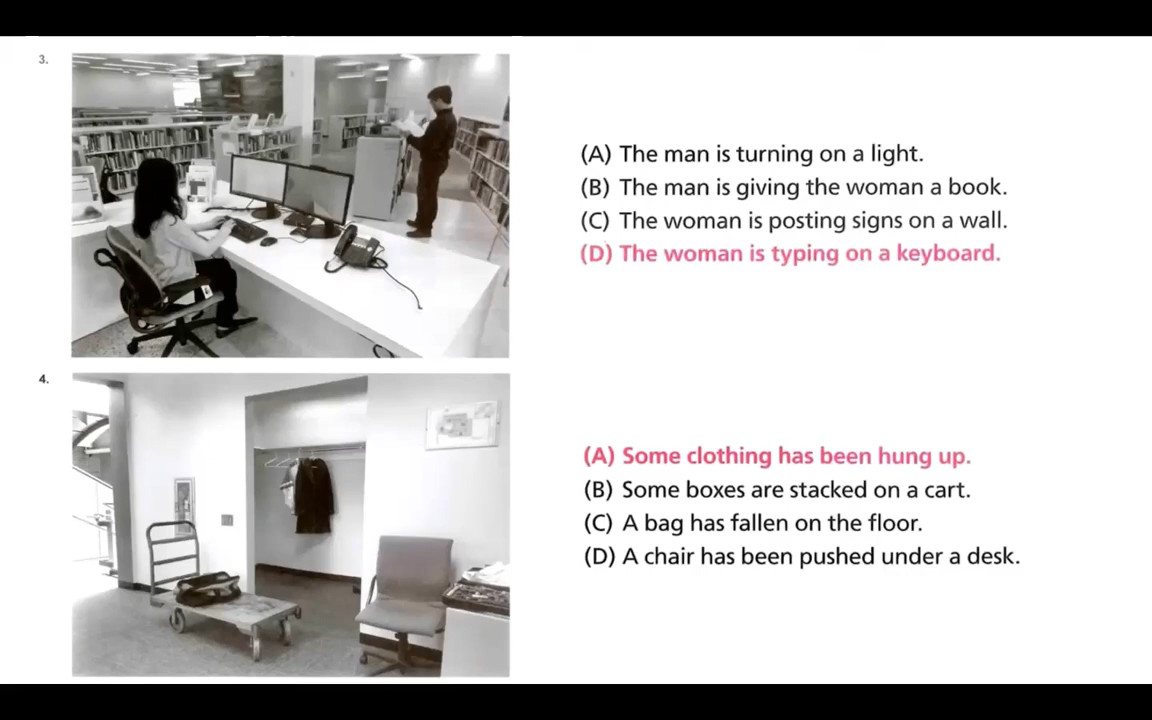 3.
(A) The man is turning on a light.
(B) The man is giving the woman a book.
(C) The woman is posting signs on a wall.
(D) The woman is typing on a keyboard.
4.
(A) Some clothing has been hung up.
(B) Some boxes are stacked on a cart.
(C) A bag has fallen on the floor.
(D) A chair has been pushed under a desk.